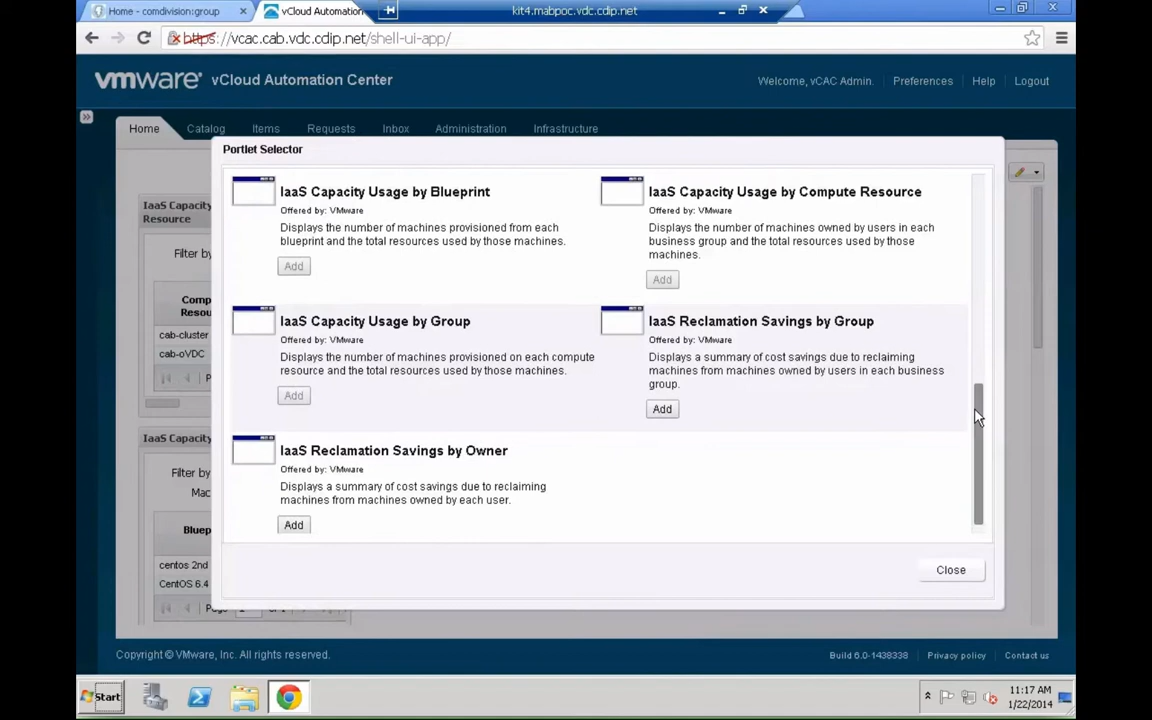 Home - comdivision:group
vCloud Automation
kit4.mabpoc.vdc.cdip.net
https://vcac.cab.vdc.cdip.net/shell-ui-app/
vmware® vCloud Automation Center
Welcome, vCAC Admin.
Preferences
Help
Logout
Home
Catalog
Items
Requests
Inbox
Administration
Infrastructure
Portlet Selector
IaaS Capacity
Resource
Filter by
Comp
Resou
cab-cluster
cab-oVDC
IaaS Capacity
Filter by
Mac
Bluep
centos 2nd
CentOS 6.4
IaaS Capacity Usage by Blueprint
Offered by: VMware
Displays the number of machines provisioned from each
blueprint and the total resources used by those machines.
Add
IaaS Capacity Usage by Compute Resource
Offered by: VMware
Displays the number of machines owned by users in each
business group and the total resources used by those
machines.
Add
IaaS Capacity Usage by Group
Offered by: VMware
Displays the number of machines provisioned on each compute
resource and the total resources used by those machines.
Add
IaaS Reclamation Savings by Group
Offered by: VMware
Displays a summary of cost savings due to reclaiming
machines from machines owned by users in each business
group.
Add
IaaS Reclamation Savings by Owner
Offered by: VMware
Displays a summary of cost savings due to reclaiming
machines from machines owned by each user.
Add
Close
Copyright © VMware, Inc. All rights reserved.
Build 6.0-1438338
Privacy policy
Contact us
Start
11:17 AM
1/22/2014